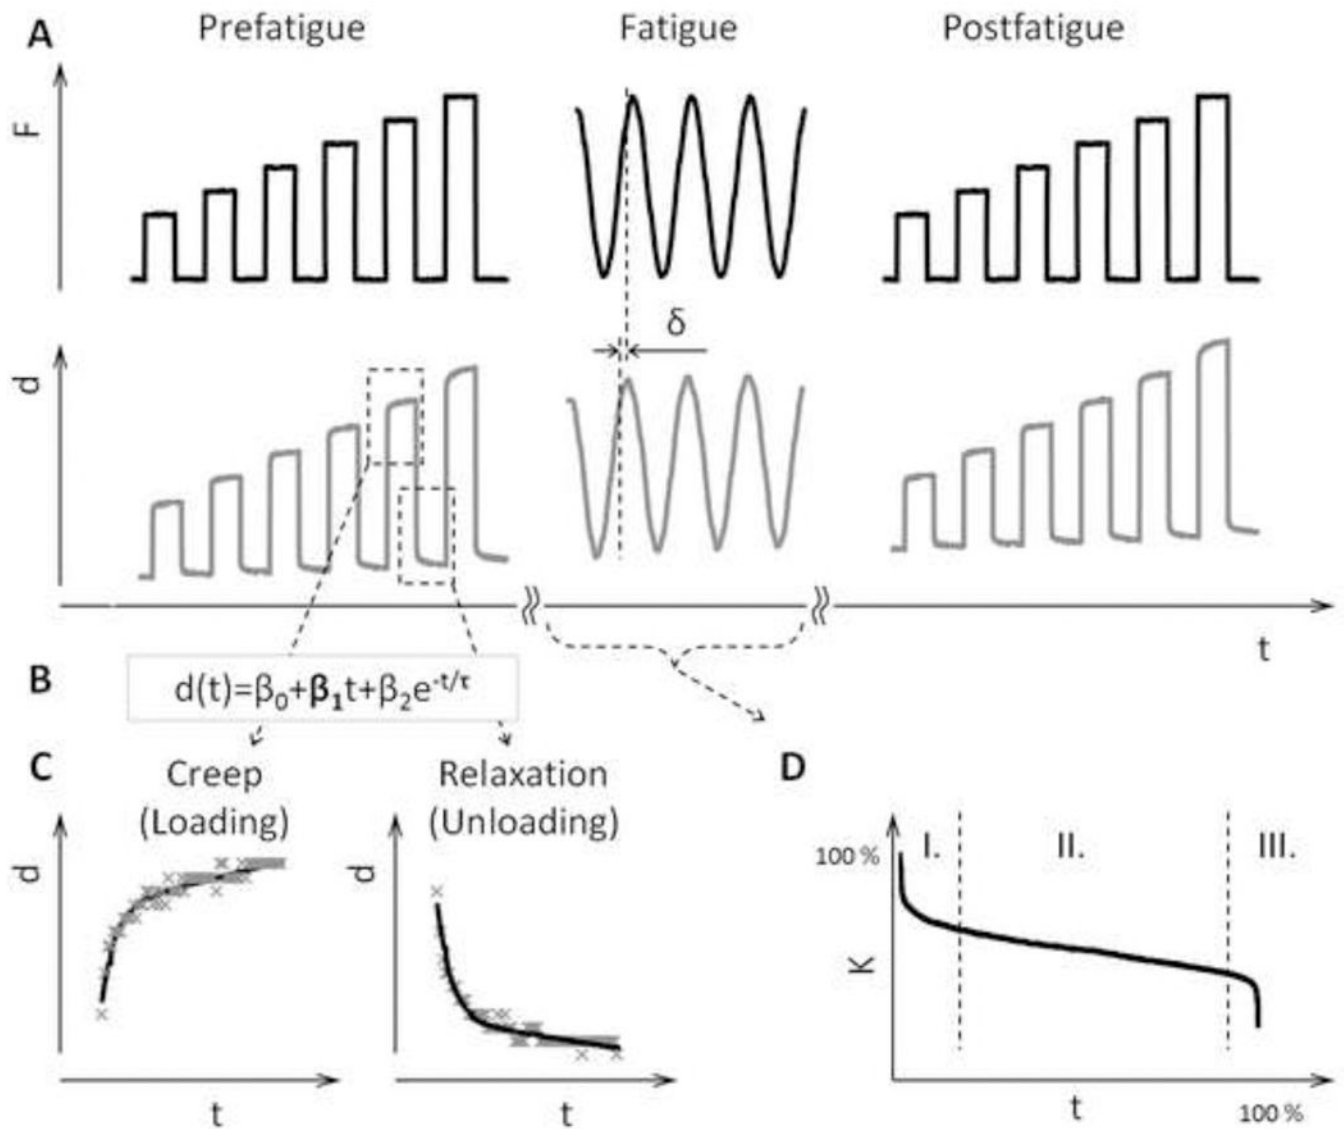 A
Prefatigue
Fatigue
Postfatigue
F
δ
d
t
B
d(t)=β₀+β₁t+β₂e⁻ᵗ/ᵗ
C
Creep
(Loading)
d
t
Relaxation
(Unloading)
d
t
D
100 %
I.
II.
III.
K
t
100 %